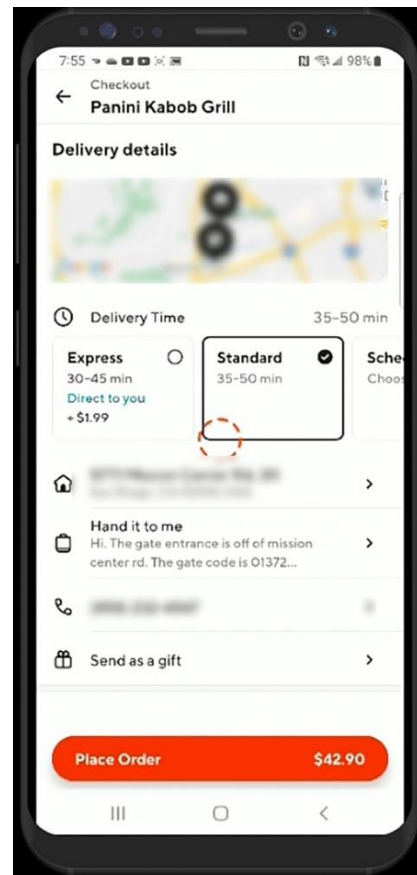 7:55
98%
Checkout
Panini Kabob Grill
Delivery details
Delivery Time 35–50 min
Express
30–45 min
Direct to you
+ $1.99
Standard
35–50 min
Sche
Choos
Hand it to me
Hi. The gate entrance is off of mission
center rd. The gate code is 01372...
Send as a gift
Place Order $42.90